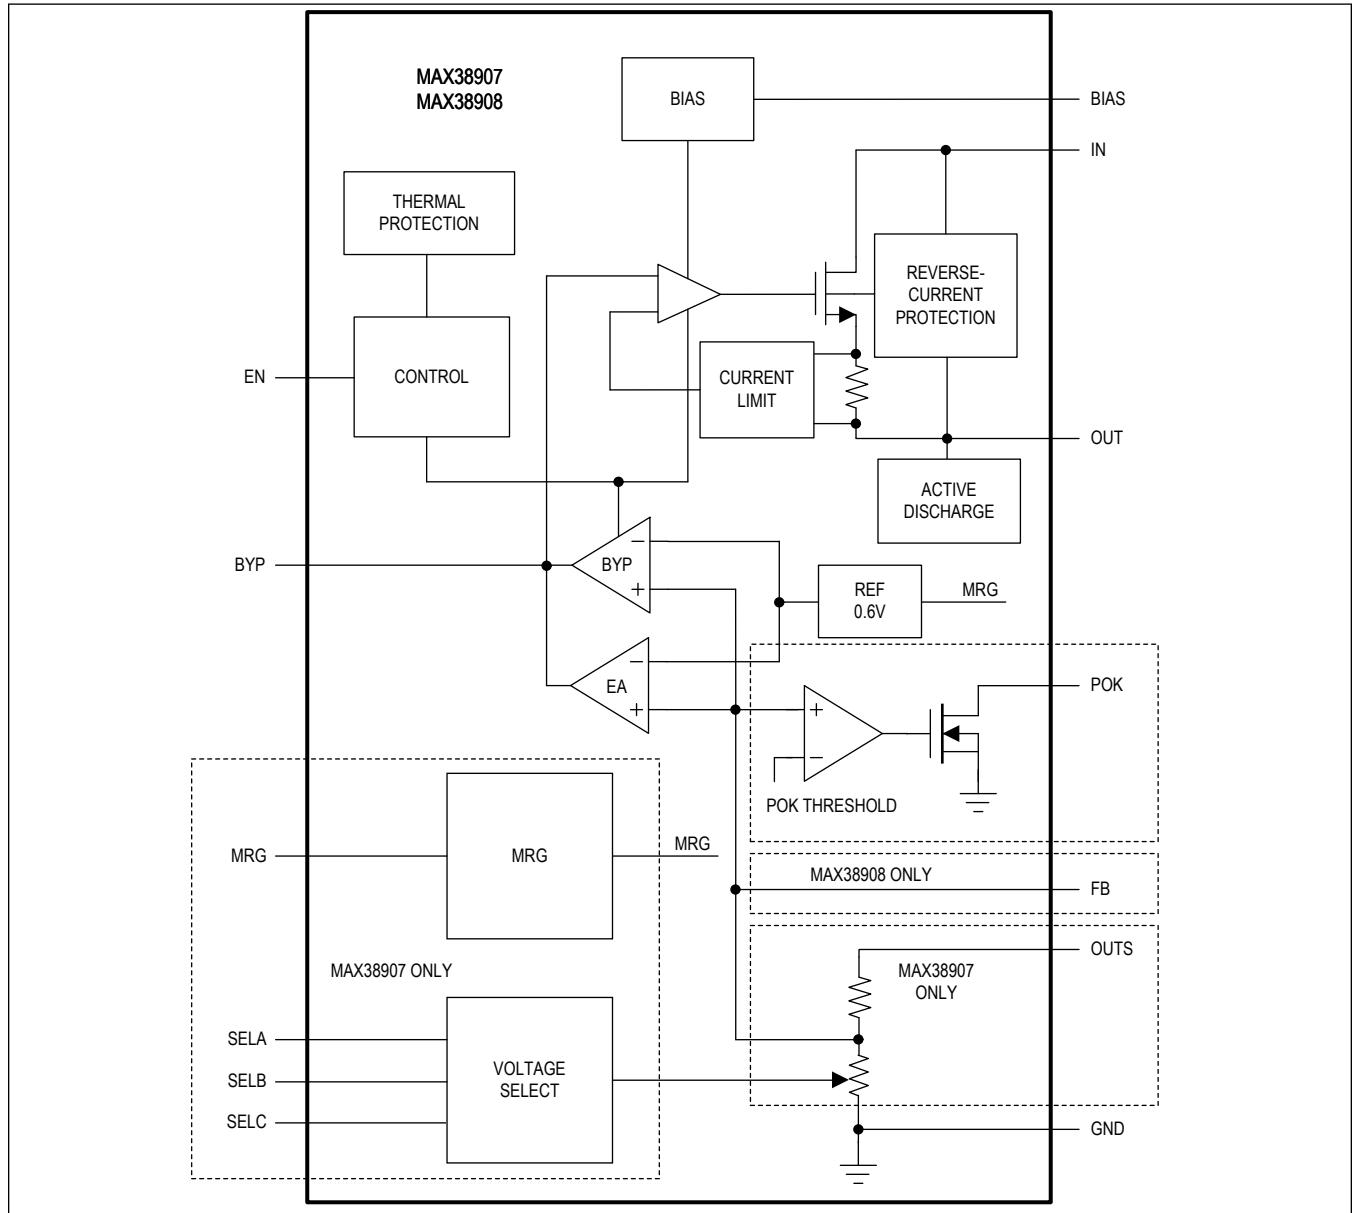 MAX38907
MAX38908
BIAS
BIAS
IN
THERMAL
PROTECTION
REVERSE-
CURRENT
PROTECTION
EN
CONTROL
CURRENT
LIMIT
OUT
ACTIVE
DISCHARGE
BYP
−
BYP
+
REF
0.6V
MRG
−
EA
+
+
−
POK
POK THRESHOLD
MRG
MRG
MRG
MAX38908 ONLY
FB
OUTS
MAX38907
ONLY
MAX38907 ONLY
SELA
SELB
SELC
VOLTAGE
SELECT
GND